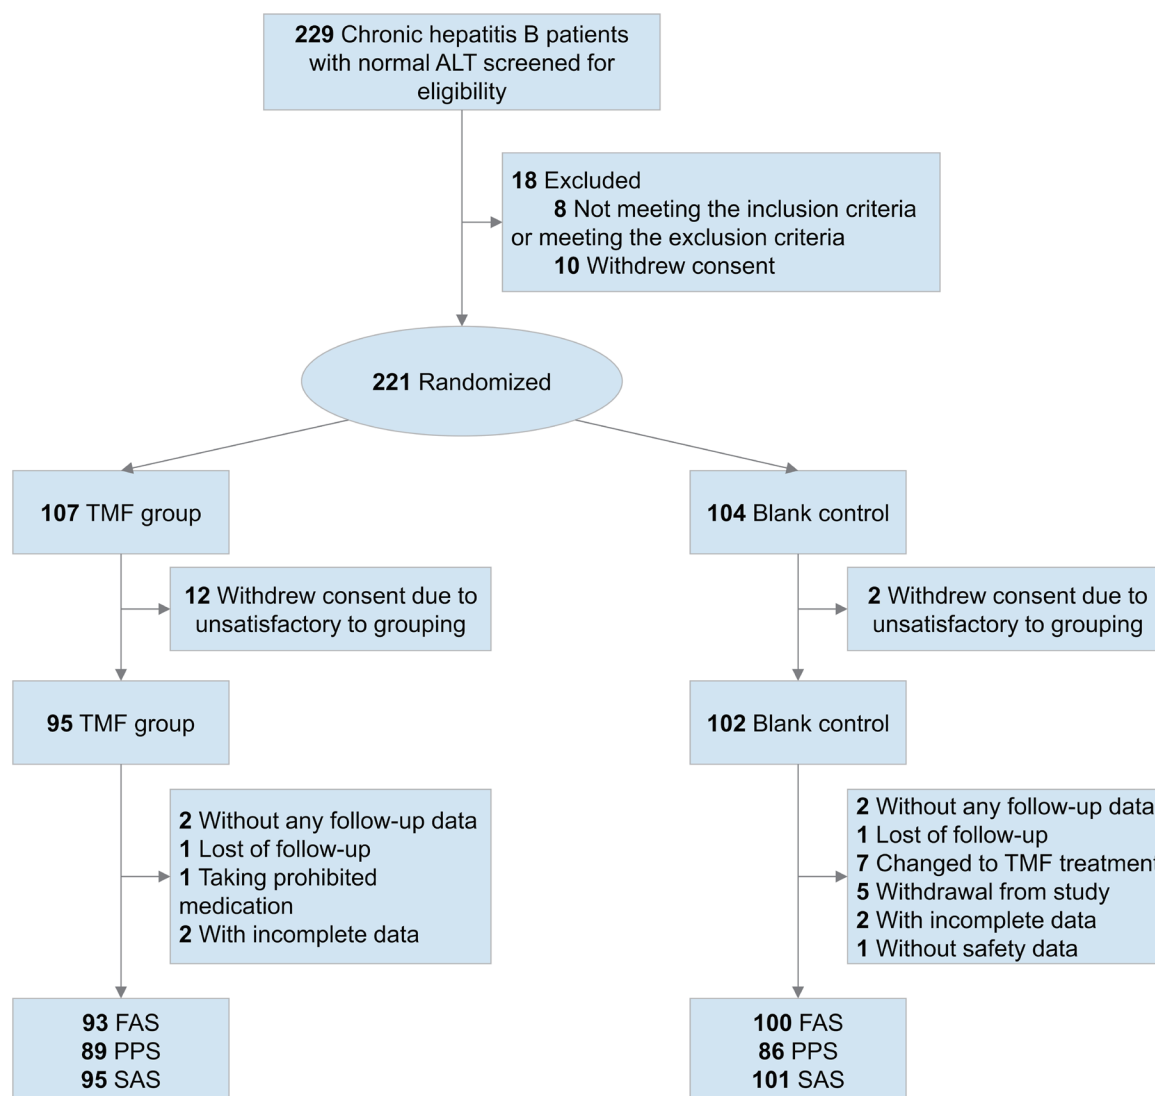 229 Chronic hepatitis B patients
with normal ALT screened for
eligibility
18 Excluded
8 Not meeting the inclusion criteria
or meeting the exclusion criteria
10 Withdrew consent
221 Randomized
107 TMF group
104 Blank control
12 Withdrew consent due to
unsatisfactory to grouping
2 Withdrew consent due to
unsatisfactory to grouping
95 TMF group
102 Blank control
2 Without any follow-up data
1 Lost of follow-up
1 Taking prohibited
medication
2 With incomplete data
2 Without any follow-up data
1 Lost of follow-up
7 Changed to TMF treatment
5 Withdrawal from study
2 With incomplete data
1 Without safety data
93 FAS
89 PPS
95 SAS
100 FAS
86 PPS
101 SAS